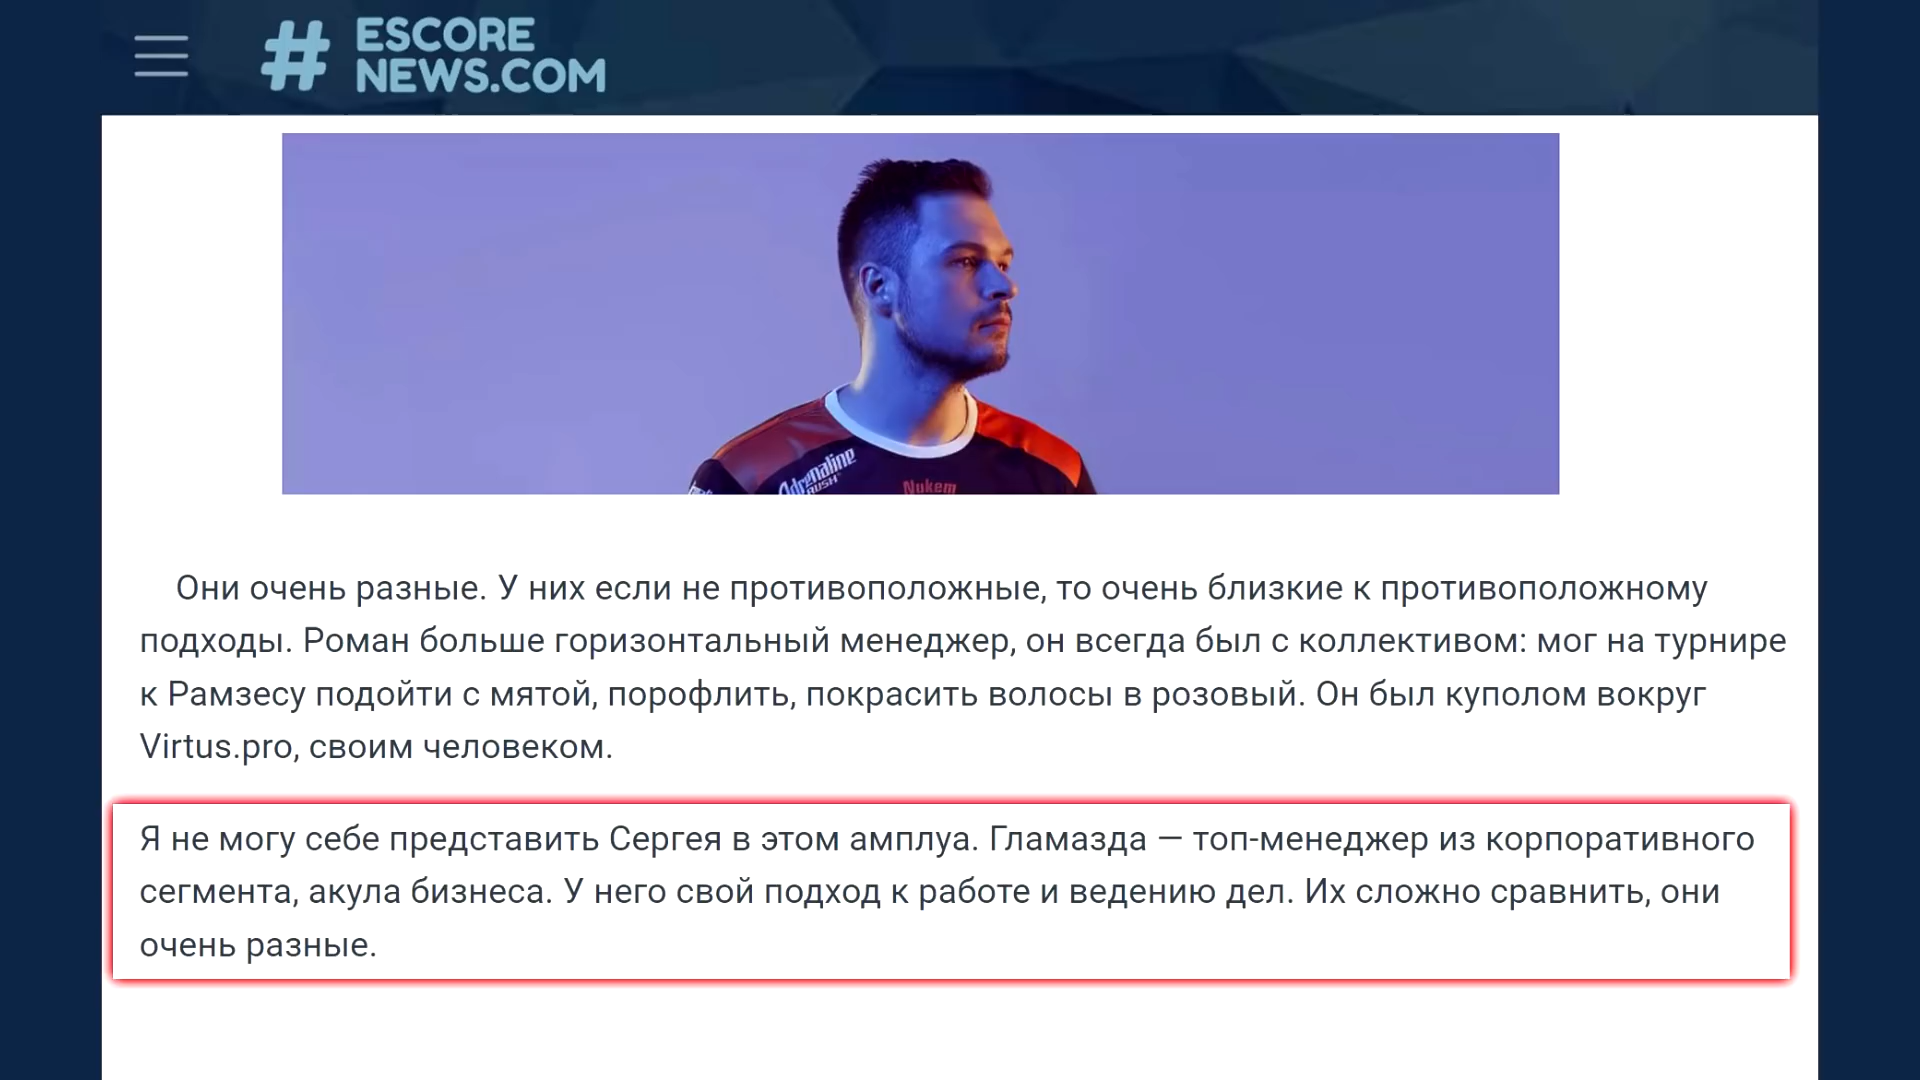 ESCORE
NEWS.COM
Adrenaline
RUSH
Nukem
Они очень разные. У них если не противоположные, то очень близкие к противоположному
подходы. Роман больше горизонтальный менеджер, он всегда был с коллективом: мог на турнире
к Рамзесу подойти с мятой, порофлить, покрасить волосы в розовый. Он был куполом вокруг
Virtus.pro, своим человеком.
Я не могу себе представить Сергея в этом амплуа. Гламазда — топ-менеджер из корпоративного
сегмента, акула бизнеса. У него свой подход к работе и ведению дел. Их сложно сравнить, они
очень разные.